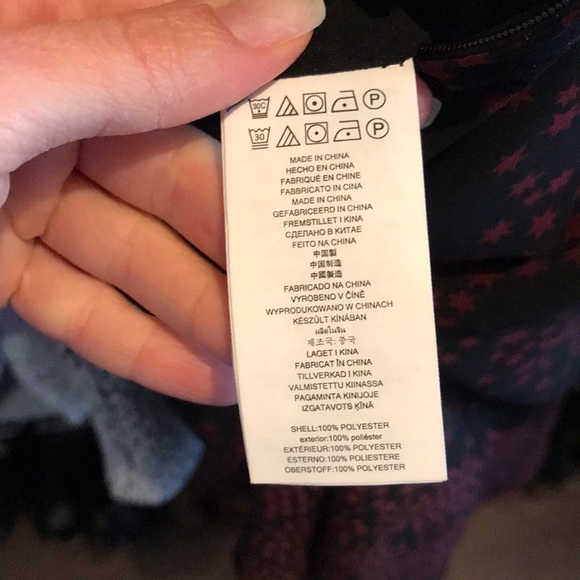 30C P
30 P
MADE IN CHINA
HECHO EN CHINA
FABRIQUÉ EN CHINE
FABBRICATO IN CINA
MADE IN CHINA
GEFABRICEERD IN CHINA
FREMSTILLET I KINA
СДЕЛАНО В КИТАЕ
FEITO NA CHINA
中国製
中国制造
中國製造
FABRICADO NA CHINA
VYROBENO V ČÍNĚ
WYPRODUKOWANO W CHINACH
KÉSZÜLT KÍNÁBAN
ผลิตในจีน
제조국: 중국
LAGET I KINA
FABRICAT ÎN CHINA
TILLVERKAD I KINA
VALMISTETTU KIINASSA
PAGAMINTA KINIJOJE
IZGATAVOTS ĶĪNĀ
SHELL:100% POLYESTER
exterior:100% poliéster
EXTÉRIEUR:100% POLYESTER
ESTERNO:100% POLIESTERE
OBERSTOFF:100% POLYESTER